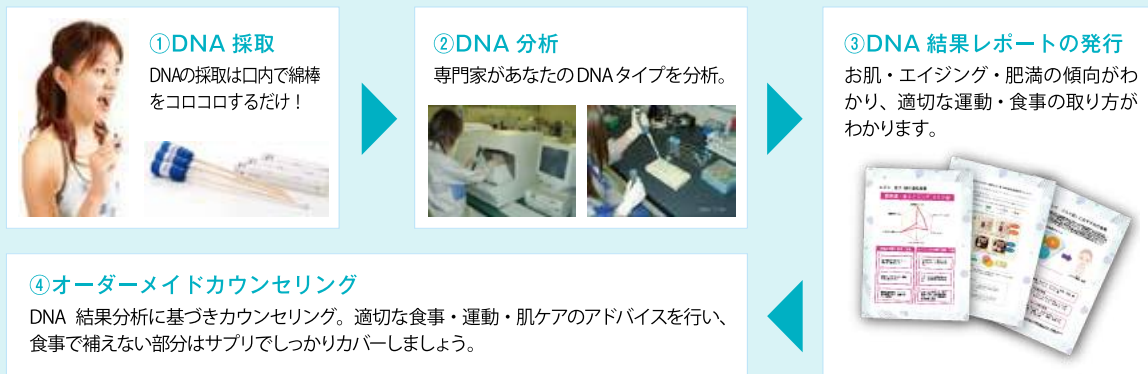 ①DNA 採取
DNAの採取は口内で綿棒
をコロコロするだけ！
②DNA 分析
専門家があなたのDNAタイプを分析。
③DNA 結果レポートの発行
お肌・エイジング・肥満の傾向がわ
かり、適切な運動・食事の取り方が
わかります。
④オーダーメイドカウンセリング
DNA 結果分析に基づきカウンセリング。適切な食事・運動・肌ケアのアドバイスを行い、
食事で補えない部分はサプリでしっかりカバーしましょう。